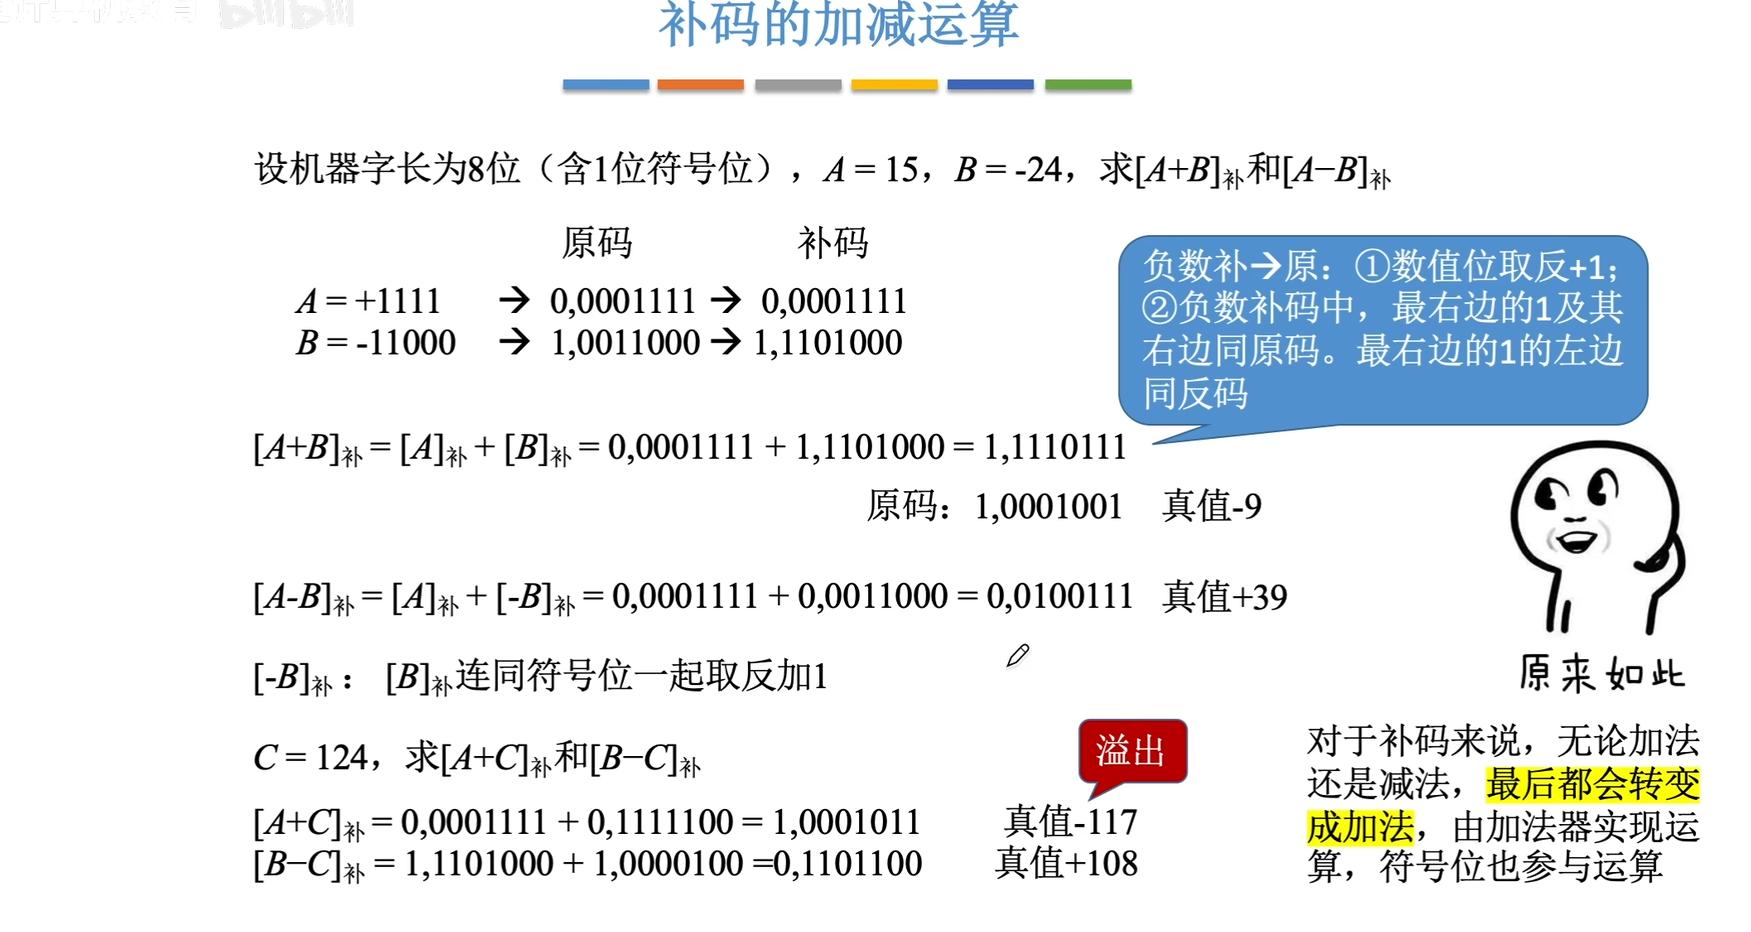 补码的加减运算
设机器字长为8位（含1位符号位），A = 15，B = -24，求[A+B]补和[A−B]补
原码 补码
A = +1111 → 0,0001111 → 0,0001111
B = -11000 → 1,0011000 → 1,1101000
负数补→原：①数值位取反+1；
②负数补码中，最右边的1及其
右边同原码。最右边的1的左边
同反码
[A+B]补 = [A]补 + [B]补 = 0,0001111 + 1,1101000 = 1,1110111
原码：1,0001001 真值-9
[A-B]补 = [A]补 + [-B]补 = 0,0001111 + 0,0011000 = 0,0100111 真值+39
[-B]补： [B]补连同符号位一起取反加1
原来如此
C = 124，求[A+C]补和[B−C]补
溢出
[A+C]补 = 0,0001111 + 0,1111100 = 1,0001011 真值-117
[B−C]补 = 1,1101000 + 1,0000100 =0,1101100 真值+108
对于补码来说，无论加法
还是减法，最后都会转变
成加法，由加法器实现运
算，符号位也参与运算
bilibili